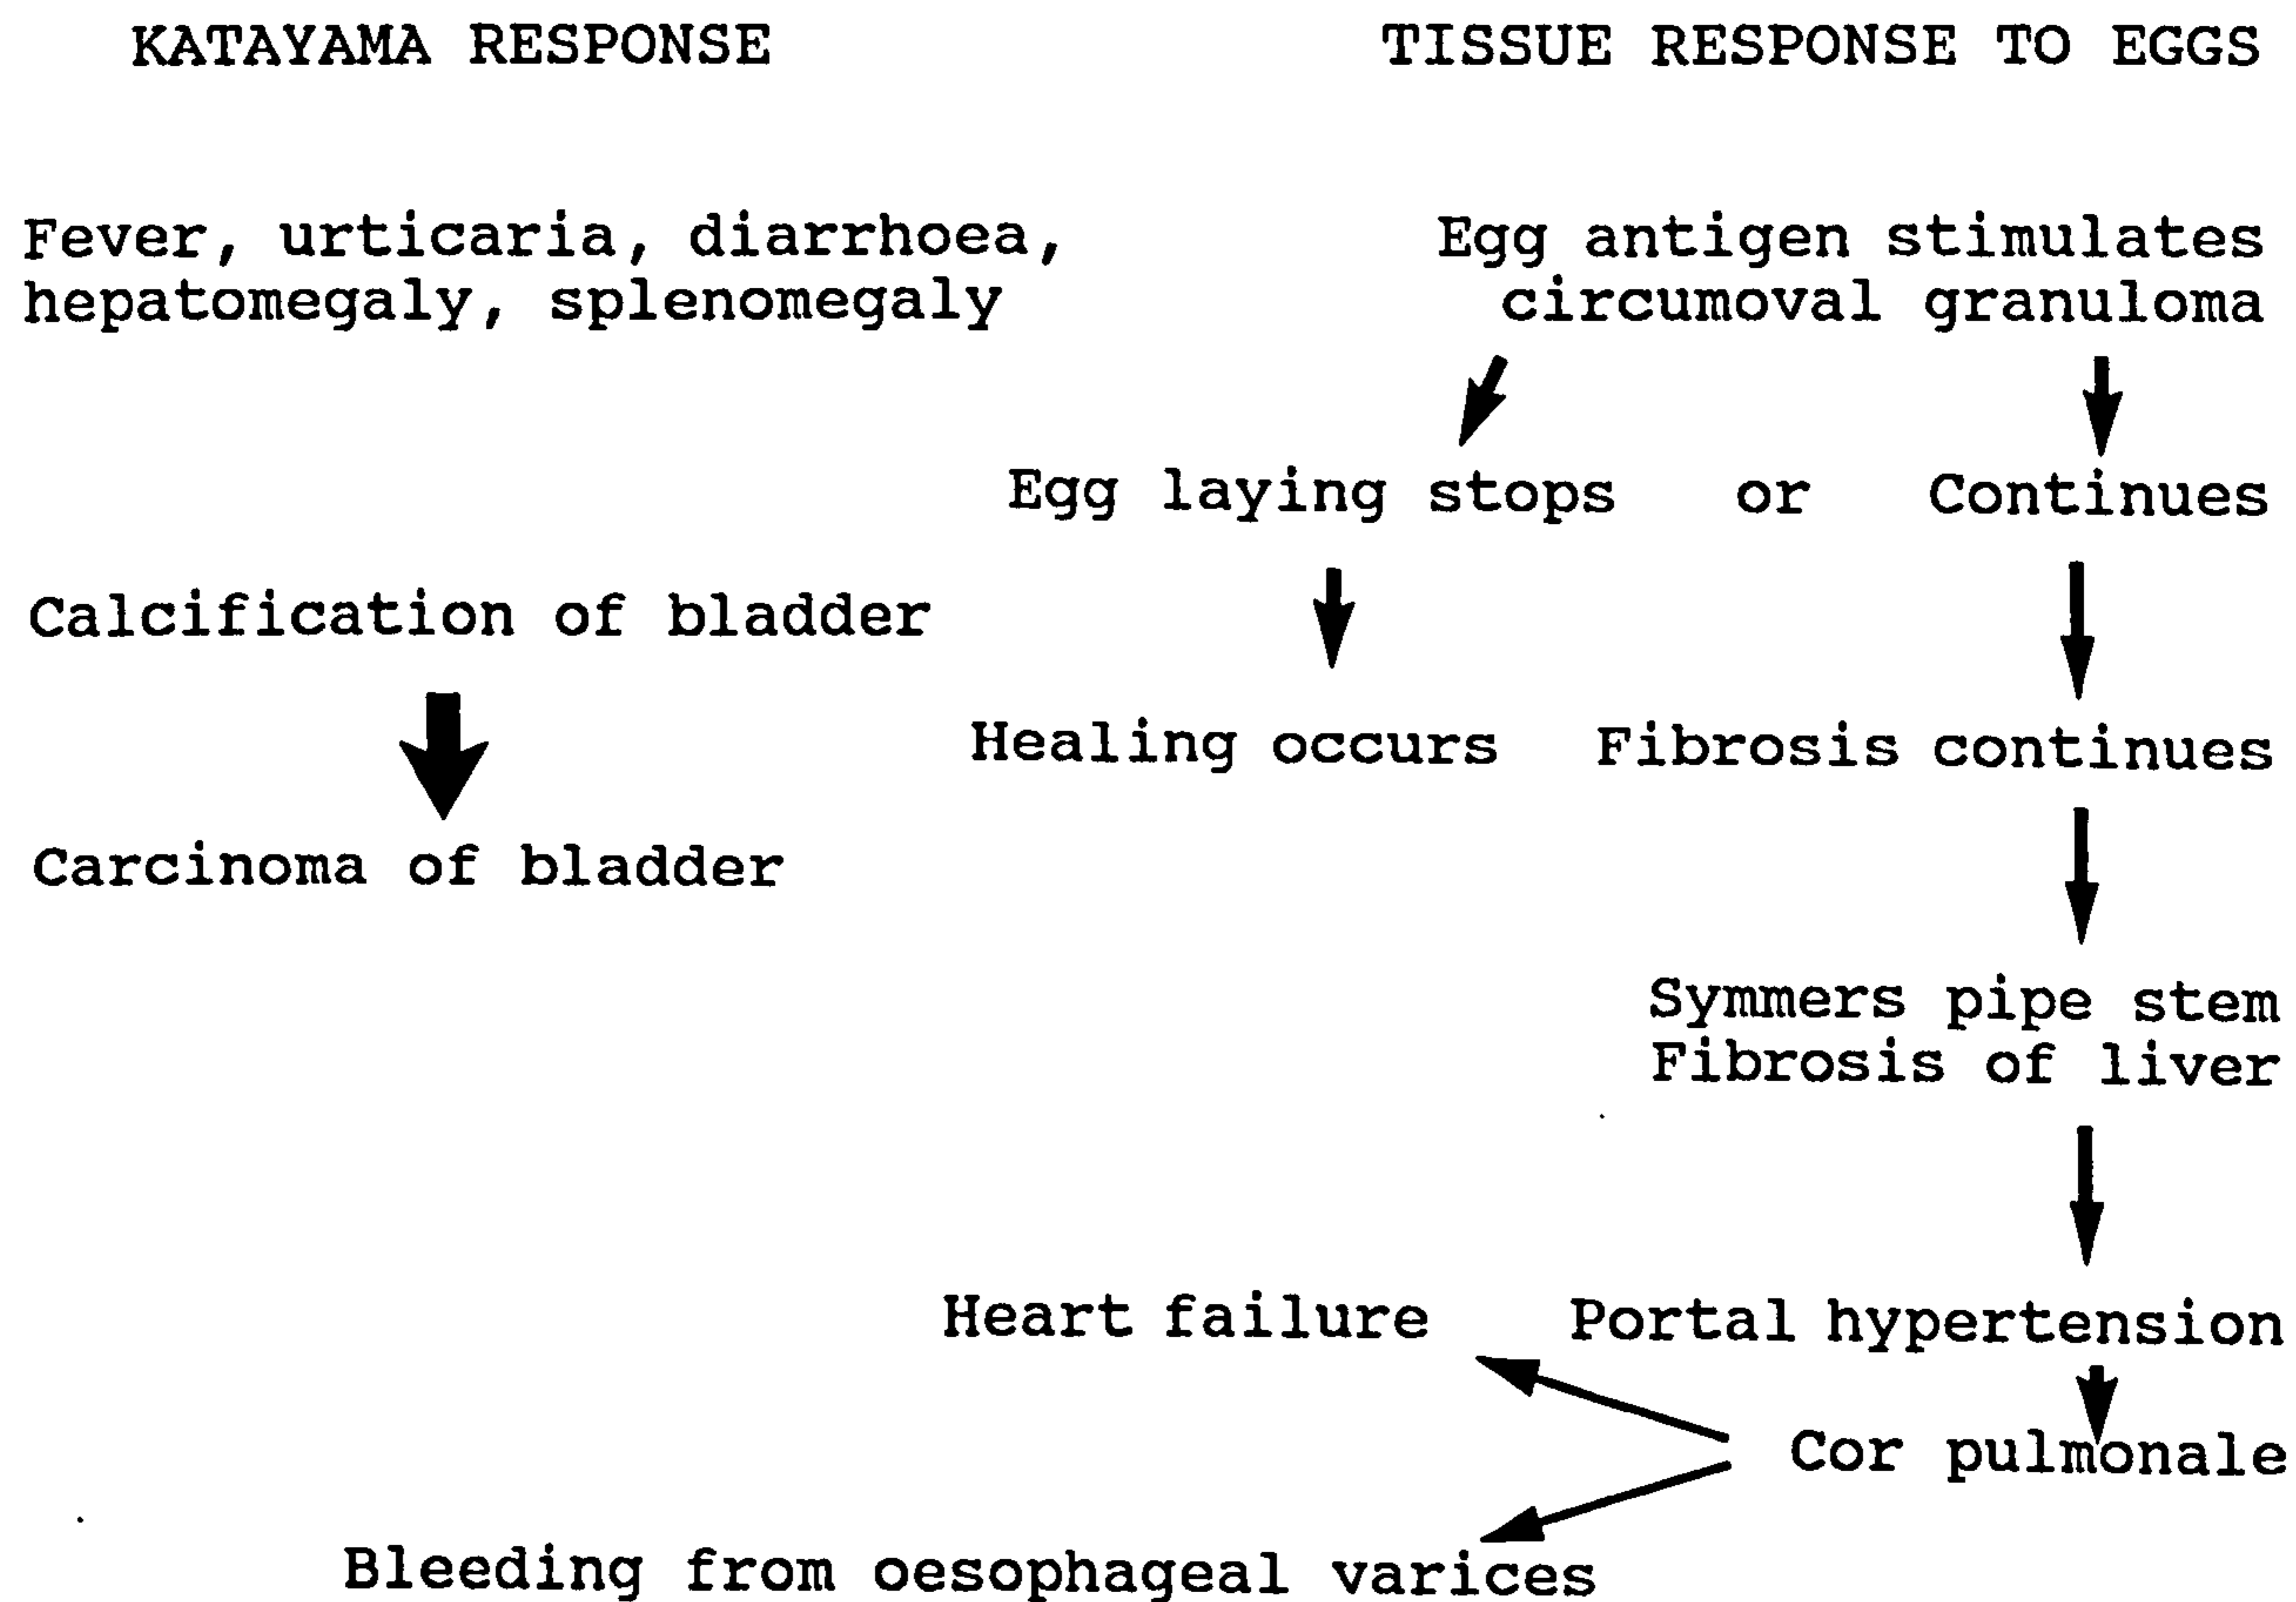 KATAYAMA RESPONSE
TISSUE RESPONSE TO EGGS
Fever, urticaria, diarrhoea,
hepatomegaly, splenomegaly
Egg antigen stimulates
circumoval granuloma
Egg laying stops or Continues
Calcification of bladder
Healing occurs
Fibrosis continues
Carcinoma of bladder
Symmers pipe stem
Fibrosis of liver
Heart failure
Portal hypertension
Cor pulmonale
Bleeding from oesophageal varices